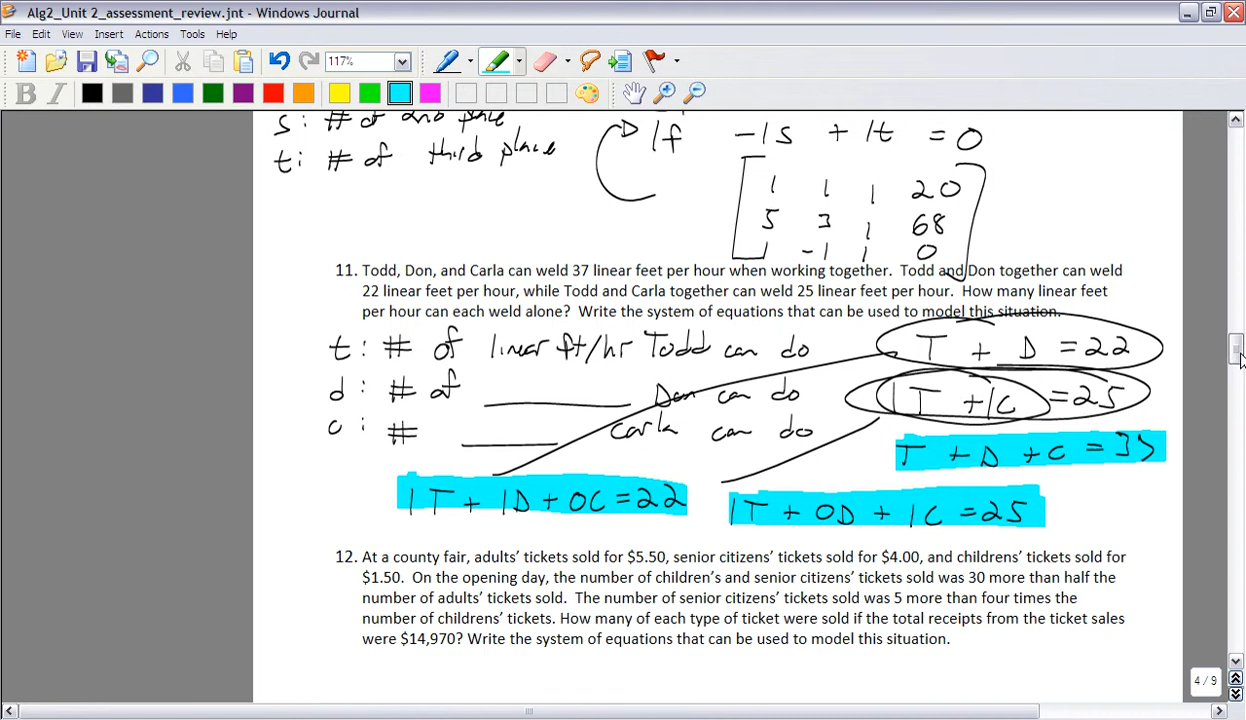 Alg2_Unit 2_assessment_review.jnt - Windows Journal
File Edit View Insert Actions Tools Help
117%
B I
s: # of 2nd place
t: # of third place
If -1s + 1t = 0
1 1 1 20
5 3 1 68
1 -1 1 0
11. Todd, Don, and Carla can weld 37 linear feet per hour when working together. Todd and Don together can weld
22 linear feet per hour, while Todd and Carla together can weld 25 linear feet per hour. How many linear feet
per hour can each weld alone? Write the system of equations that can be used to model this situation.
t: # of linear ft/hr Todd can do
T + D = 22
d: # of ________ Don can do
1T + 1C = 25
c: # ________ Carla can do
T + D + C = 
1T + 1D + 0C = 22
1T + 0D + 1C = 25
12. At a county fair, adults' tickets sold for $5.50, senior citizens' tickets sold for $4.00, and childrens' tickets sold for
$1.50. On the opening day, the number of children's and senior citizens' tickets sold was 30 more than half the
number of adults' tickets sold. The number of senior citizens' tickets sold was 5 more than four times the
number of childrens' tickets. How many of each type of ticket were sold if the total receipts from the ticket sales
were $14,970? Write the system of equations that can be used to model this situation.
4 / 9